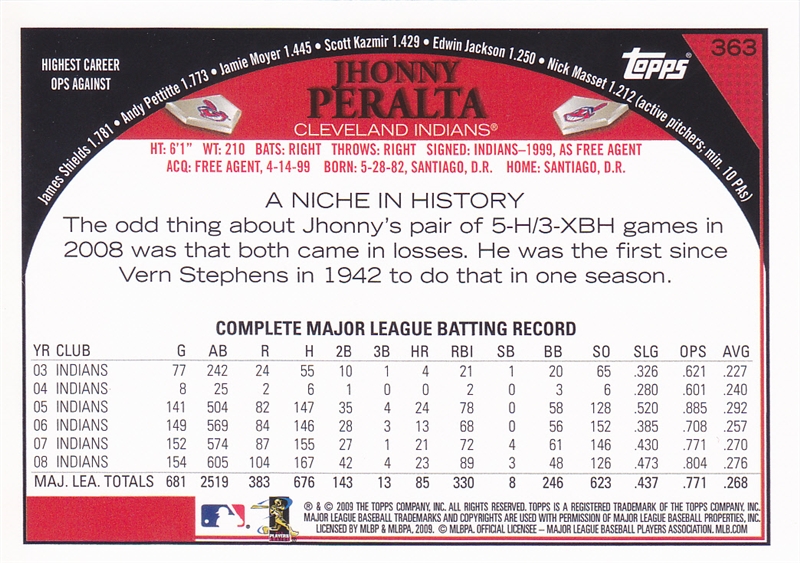 363
topps®
HIGHEST CAREER
OPS AGAINST
James Shields 1.781 • Andy Pettitte 1.773 • Jamie Moyer 1.445 • Scott Kazmir 1.429 • Edwin Jackson 1.250 • Nick Masset 1.212 (active pitchers: min. 10 PAs)
JHONNY
PERALTA
CLEVELAND INDIANS®
HT: 6'1" WT: 210 BATS: RIGHT THROWS: RIGHT SIGNED: INDIANS–1999, AS FREE AGENT
ACQ: FREE AGENT, 4-14-99 BORN: 5-28-82, SANTIAGO, D.R. HOME: SANTIAGO, D.R.
A NICHE IN HISTORY
The odd thing about Jhonny's pair of 5-H/3-XBH games in
2008 was that both came in losses. He was the first since
Vern Stephens in 1942 to do that in one season.
COMPLETE MAJOR LEAGUE BATTING RECORD
YR CLUB G AB R H 2B 3B HR RBI SB BB SO SLG OPS AVG
03 INDIANS 77 242 24 55 10 1 4 21 1 20 65 .326 .621 .227
04 INDIANS 8 25 2 6 1 0 0 2 0 3 6 .280 .601 .240
05 INDIANS 141 504 82 147 35 4 24 78 0 58 128 .520 .885 .292
06 INDIANS 149 569 84 146 28 3 13 68 0 56 152 .385 .708 .257
07 INDIANS 152 574 87 155 27 1 21 72 4 61 146 .430 .771 .270
08 INDIANS 154 605 104 167 42 4 23 89 3 48 126 .473 .804 .276
MAJ. LEA. TOTALS 681 2519 383 676 143 13 85 330 8 246 623 .437 .771 .268
PLAYERS
® & © 2009 THE TOPPS COMPANY, INC. ALL RIGHTS RESERVED. TOPPS IS A REGISTERED TRADEMARK OF THE TOPPS COMPANY, INC.
MAJOR LEAGUE BASEBALL TRADEMARKS AND COPYRIGHTS ARE USED WITH PERMISSION OF MAJOR LEAGUE BASEBALL PROPERTIES, INC.
LICENSED BY MLBP & MLBPA, 2009. © MLBPA. OFFICIAL LICENSEE – MAJOR LEAGUE BASEBALL PLAYERS ASSOCIATION. MLB.COM